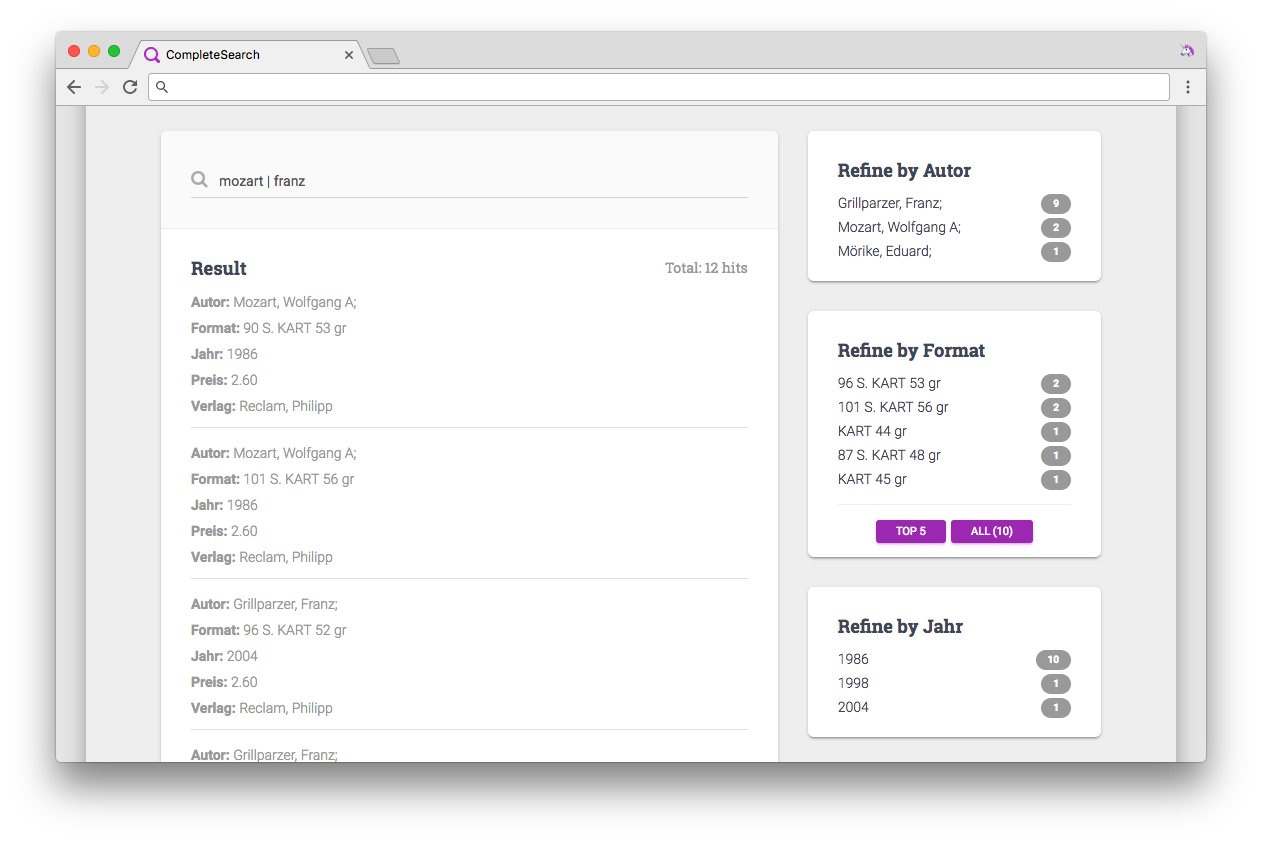 CompleteSearch
mozart | franz
Result
Total: 12 hits
Autor: Mozart, Wolfgang A;
Format: 90 S. KART 53 gr
Jahr: 1986
Preis: 2.60
Verlag: Reclam, Philipp
Autor: Mozart, Wolfgang A;
Format: 101 S. KART 56 gr
Jahr: 1986
Preis: 2.60
Verlag: Reclam, Philipp
Autor: Grillparzer, Franz;
Format: 96 S. KART 52 gr
Jahr: 2004
Preis: 2.60
Verlag: Reclam, Philipp
Autor: Grillparzer, Franz;
Refine by Autor
Grillparzer, Franz; 9
Mozart, Wolfgang A; 2
Mörike, Eduard; 1
Refine by Format
96 S. KART 53 gr 2
101 S. KART 56 gr 2
KART 44 gr 1
87 S. KART 48 gr 1
KART 45 gr 1
TOP 5 ALL (10)
Refine by Jahr
1986 10
1998 1
2004 1